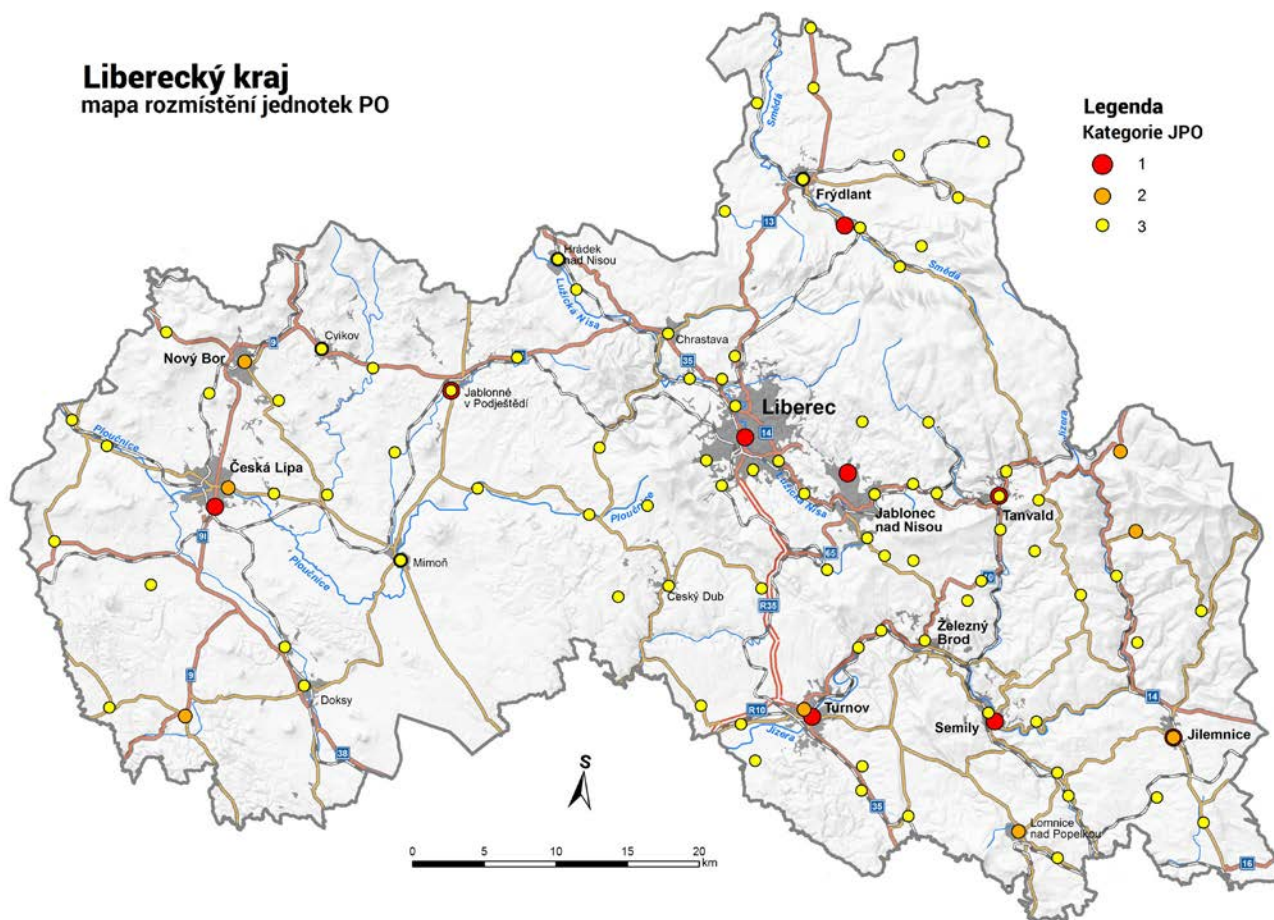 Liberecký kraj
mapa rozmístění jednotek PO
Legenda
Kategorie JPO
1
2
3
Smědá
Frýdlant
13
Hrádek
nad Nisou
Lužická Nisa
Smědá
Chrastava
Cvikov
9
Nový Bor
35
Jablonné
v Podještědí
Liberec
14
Jizera
Ploučnice
Česká Lípa
Lužická Nisa
Jablonec
nad Nisou
Tanvald
Ploučnice
9I
65
Mimoň
10
Ploučnice
Český Dub
R35
Železný
Brod
9
Doksy
14
R10
Turnov
Jizera
Semily
Jilemnice
38
S
35
Lomnice
nad Popelkou
0 5 10 15 20
km
16